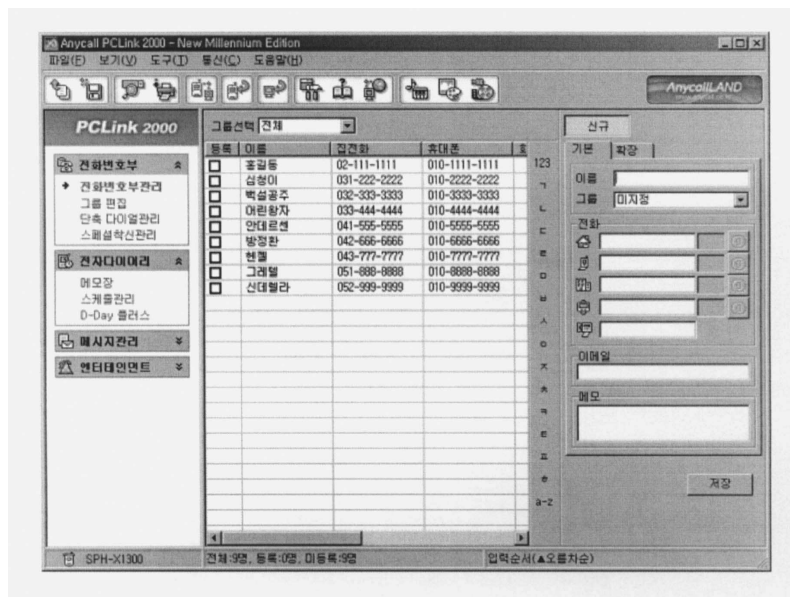 Anycall PCLink 2000 - New Millennium Edition
파일(F) 보기(V) 도구(T) 통신(C) 도움말(H)
AnycallLAND
PCLink 2000
전화번호부
전화번호부관리
그룹 편집
단축 다이얼관리
스페셜착신관리
전자다이어리
메모장
스케줄관리
D-Day 플러스
메시지관리
엔터테인먼트
그룹선택 전체
등록 이름 집전화 휴대폰
홍길동 02-111-1111 010-1111-1111
심청이 031-222-2222 010-2222-2222
백설공주 032-333-3333 010-3333-3333
어린왕자 033-444-4444 010-4444-4444
안데르센 041-555-5555 010-5555-5555
방정환 042-666-6666 010-6666-6666
헨젤 043-777-7777 010-7777-7777
그레텔 051-888-8888 010-8888-8888
신데렐라 052-999-9999 010-9999-9999
123
ㄱ
ㄴ
ㄷ
ㄹ
ㅁ
ㅂ
ㅅ
ㅇ
ㅈ
ㅊ
ㅋ
ㅌ
ㅍ
ㅎ
a-z
신규
기본 확장
이름
그룹 미지정
전화
이메일
메모
저장
SPH-X1300
전체:9명, 등록:0명, 미등록:9명
입력순서(▲오름차순)